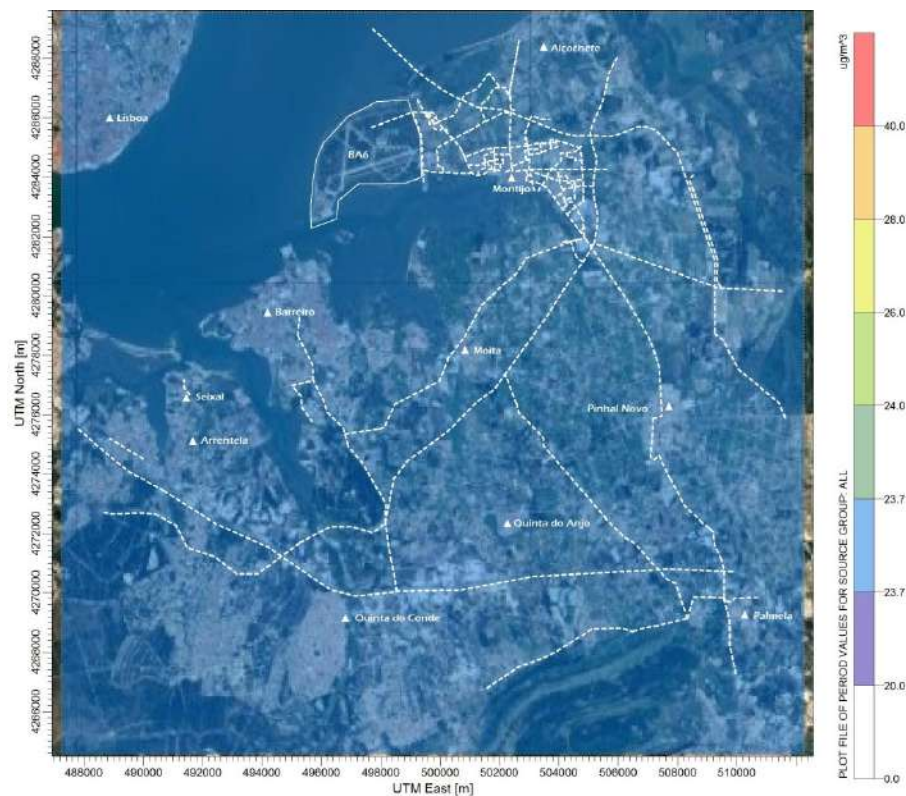 ug/m^3
4288000
Alcochete
4286000
Lisboa
40.0
BA6
4284000
Montijo
28.0
4282000
4280000
Barreiro
26.0
4278000
Moita
UTM North [m]
4276000
Seixal
Pinhal Novo
24.0
Arrentela
4274000
23.7
4272000
Quinta do Anjo
4270000
23.7
Quinta do Conde
Palmela
4268000
20.0
4266000
PLOT FILE OF PERIOD VALUES FOR SOURCE GROUP: ALL
0.0
488000 490000 492000 494000 496000 498000 500000 502000 504000 506000 508000 510000
UTM East [m]